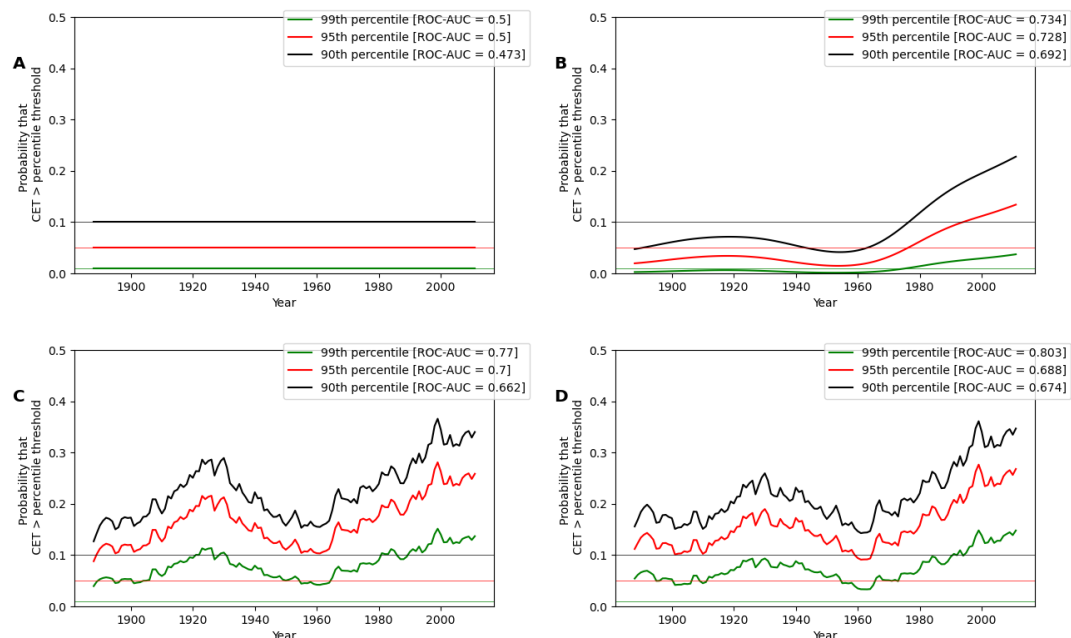 99th percentile [ROC-AUC = 0.5]
95th percentile [ROC-AUC = 0.5]
90th percentile [ROC-AUC = 0.473]
A
Probability that
CET > percentile threshold
0.5
0.4
0.3
0.2
0.1
0.0
1900
1920
1940
1960
1980
2000
Year
99th percentile [ROC-AUC = 0.734]
95th percentile [ROC-AUC = 0.728]
90th percentile [ROC-AUC = 0.692]
B
Probability that
CET > percentile threshold
0.5
0.4
0.3
0.2
0.1
0.0
1900
1920
1940
1960
1980
2000
Year
99th percentile [ROC-AUC = 0.77]
95th percentile [ROC-AUC = 0.7]
90th percentile [ROC-AUC = 0.662]
C
Probability that
CET > percentile threshold
0.5
0.4
0.3
0.2
0.1
0.0
1900
1920
1940
1960
1980
2000
Year
99th percentile [ROC-AUC = 0.803]
95th percentile [ROC-AUC = 0.688]
90th percentile [ROC-AUC = 0.674]
D
Probability that
CET > percentile threshold
0.5
0.4
0.3
0.2
0.1
0.0
1900
1920
1940
1960
1980
2000
Year